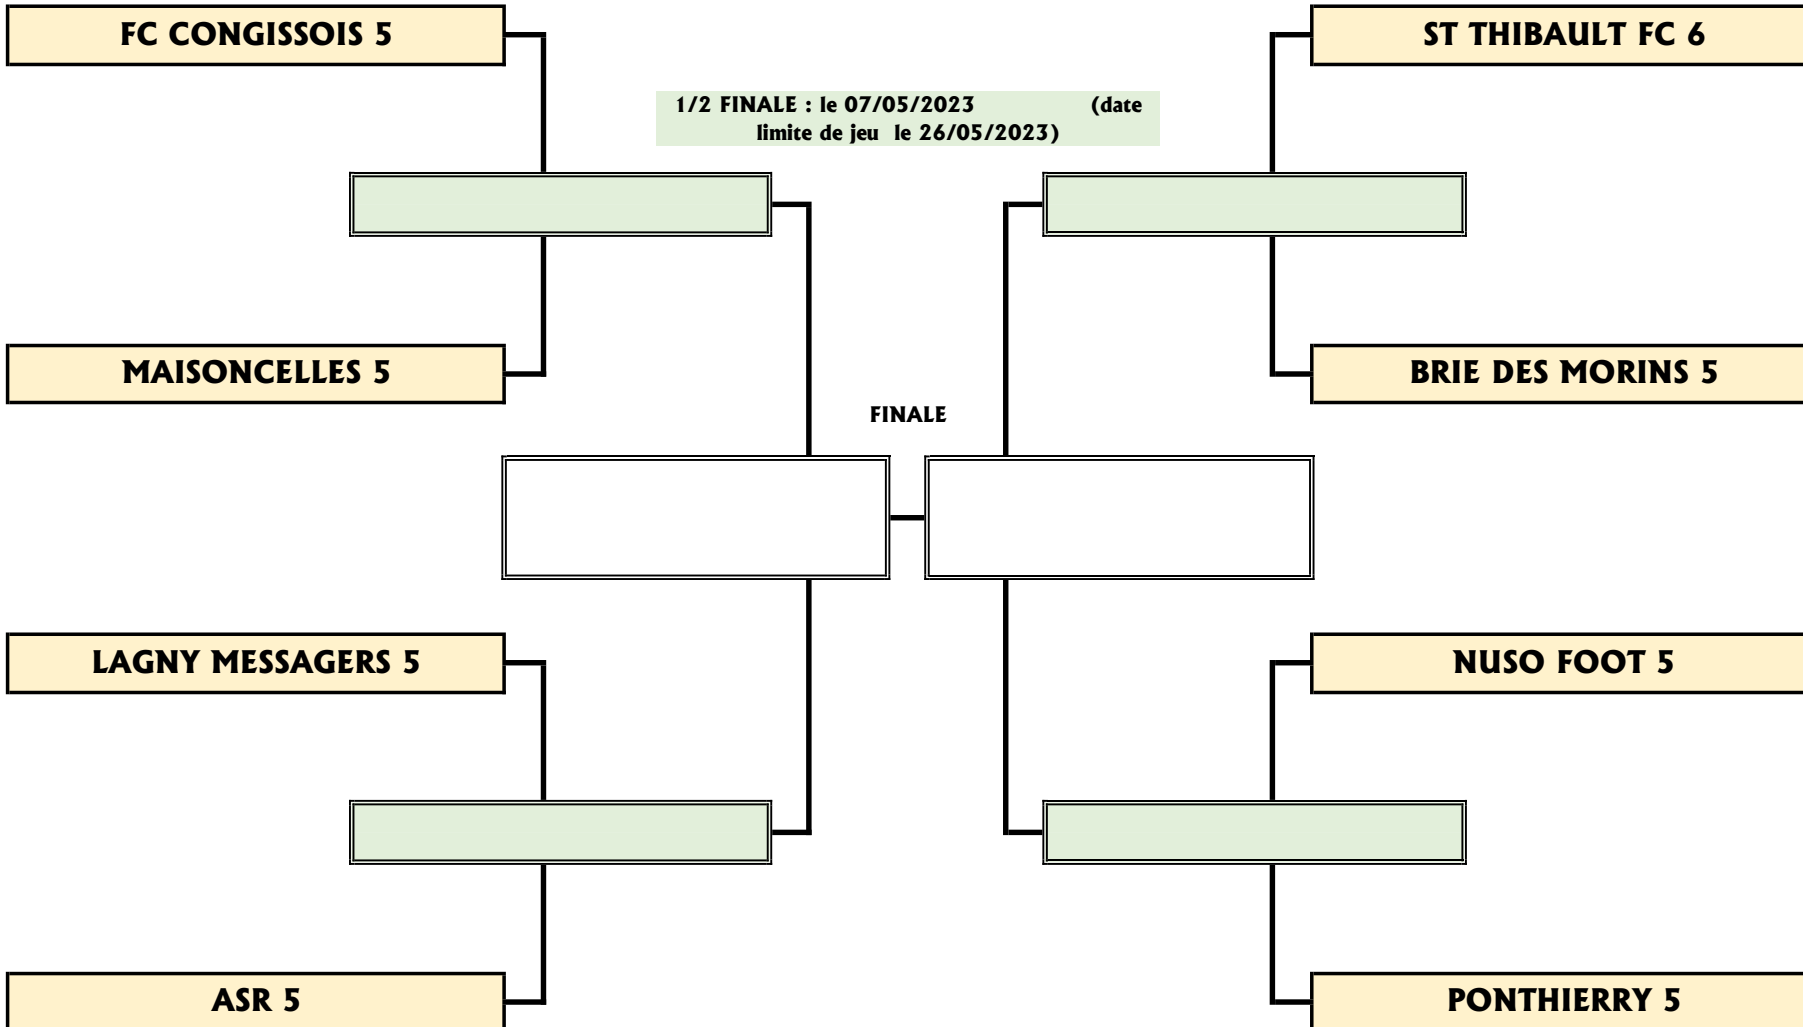 FC CONGISSOIS 5
ST THIBAULT FC 6
1/2 FINALE : le 07/05/2023 (date
limite de jeu le 26/05/2023)
MAISONCELLES 5
BRIE DES MORINS 5
FINALE
LAGNY MESSAGERS 5
NUSO FOOT 5
ASR 5
PONTHIERRY 5